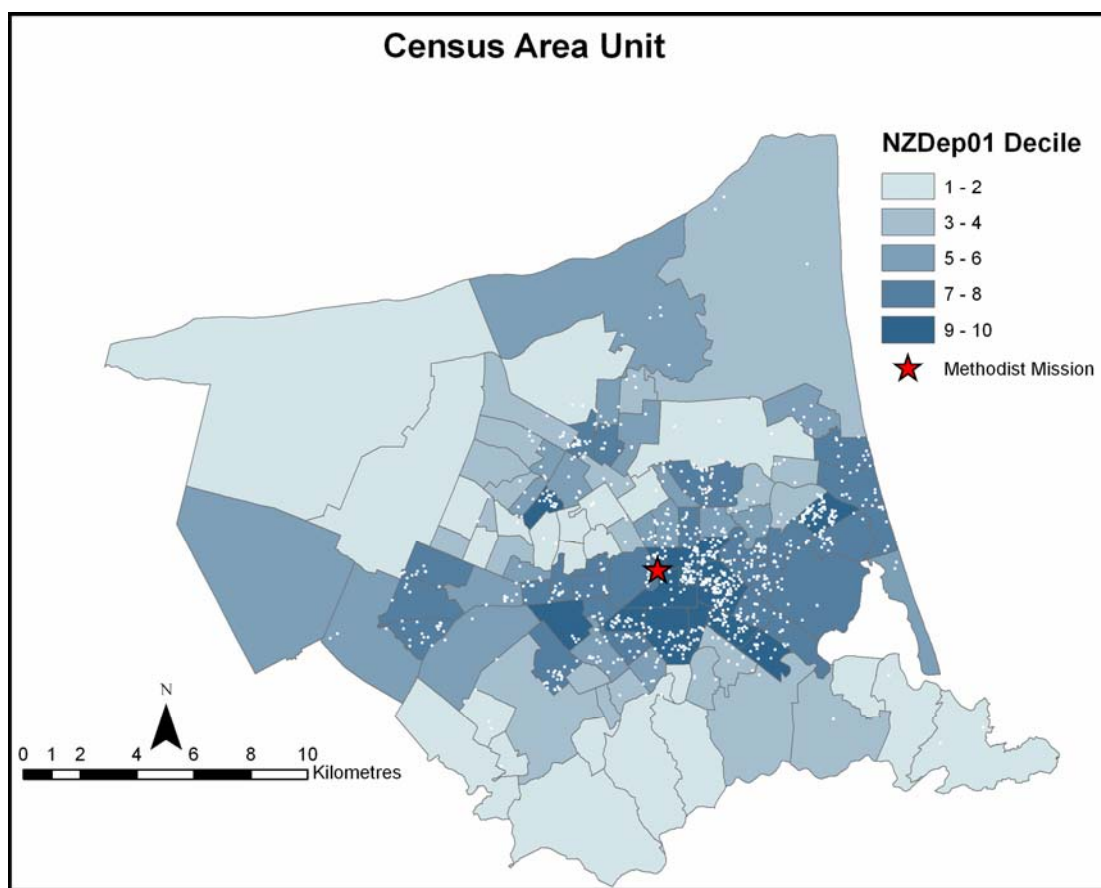 Census Area Unit
NZDep01 Decile
1 - 2
3 - 4
5 - 6
7 - 8
9 - 10
Methodist Mission
N
0 1 2 4 6 8 10
Kilometres